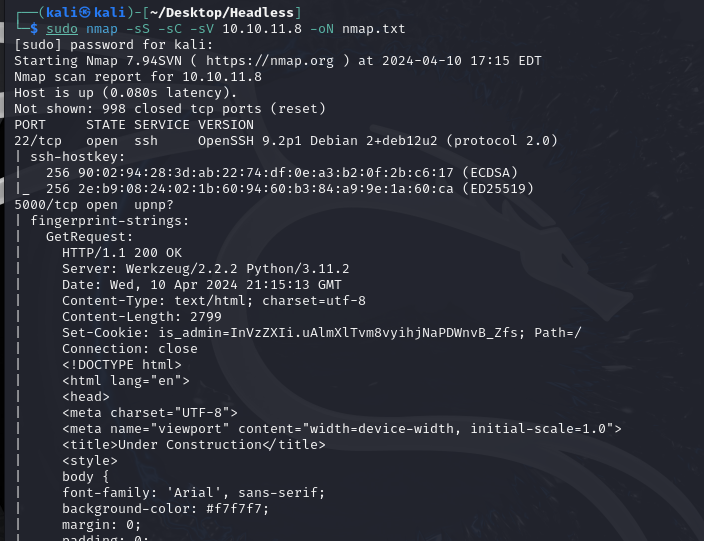 ┌──(kali㉿kali)-[~/Desktop/Headless]
└─$ sudo nmap -sS -sC -sV 10.10.11.8 -oN nmap.txt
[sudo] password for kali:
Starting Nmap 7.94SVN ( https://nmap.org ) at 2024-04-10 17:15 EDT
Nmap scan report for 10.10.11.8
Host is up (0.080s latency).
Not shown: 998 closed tcp ports (reset)
PORT     STATE SERVICE VERSION
22/tcp   open  ssh     OpenSSH 9.2p1 Debian 2+deb12u2 (protocol 2.0)
| ssh-hostkey:
|   256 90:02:94:28:3d:ab:22:74:df:0e:a3:b2:0f:2b:c6:17 (ECDSA)
|_  256 2e:b9:08:24:02:1b:60:94:60:b3:84:a9:9e:1a:60:ca (ED25519)
5000/tcp open  upnp?
| fingerprint-strings:
|   GetRequest:
|     HTTP/1.1 200 OK
|     Server: Werkzeug/2.2.2 Python/3.11.2
|     Date: Wed, 10 Apr 2024 21:15:13 GMT
|     Content-Type: text/html; charset=utf-8
|     Content-Length: 2799
|     Set-Cookie: is_admin=InVzZXIi.uAlmXlTvm8vyihjNaPDWnvB_Zfs; Path=/
|     Connection: close
|     <!DOCTYPE html>
|     <html lang="en">
|     <head>
|     <meta charset="UTF-8">
|     <meta name="viewport" content="width=device-width, initial-scale=1.0">
|     <title>Under Construction</title>
|     <style>
|     body {
|     font-family: 'Arial', sans-serif;
|     background-color: #f7f7f7;
|     margin: 0;
|     padding: 0;